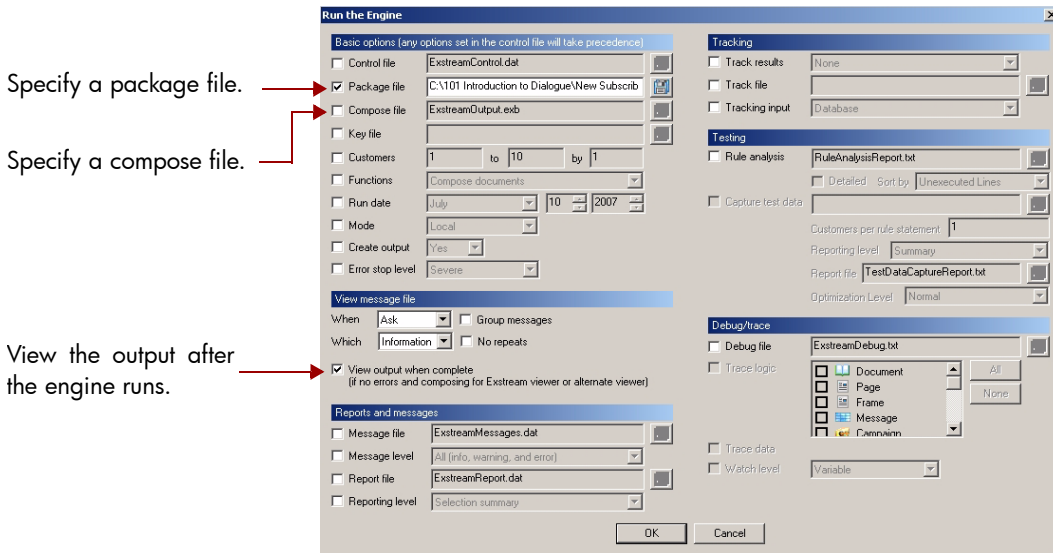 Run the Engine
Specify a package file.
Specify a compose file.
View the output after
the engine runs.
Basic options (any options set in the control file will take precedence)
Control file ExstreamControl.dat
Package file C:\101 Introduction to Dialogue\New Subscrib
Compose file ExstreamOutput.exb
Key file
Customers 1 to 10 by 1
Functions Compose documents
Run date July 10 2007
Mode Local
Create output Yes
Error stop level Severe
View message file
When Ask Group messages
Which Information No repeats
View output when complete
(if no errors and composing for Exstream viewer or alternate viewer)
Reports and messages
Message file ExstreamMessages.dat
Message level All (info, warning, and error)
Report file ExstreamReport.dat
Reporting level Selection summary
Tracking
Track results None
Track file
Tracking input Database
Testing
Rule analysis RuleAnalysisReport.txt
Detailed Sort by Unexecuted Lines
Capture test data
Customers per rule statement 1
Reporting level Summary
Report file TestDataCaptureReport.txt
Optimization Level Normal
Debug/trace
Debug file ExstreamDebug.txt
Trace logic Document All
Page
Frame None
Message
Campaign
Trace data
Watch level Variable
OK Cancel